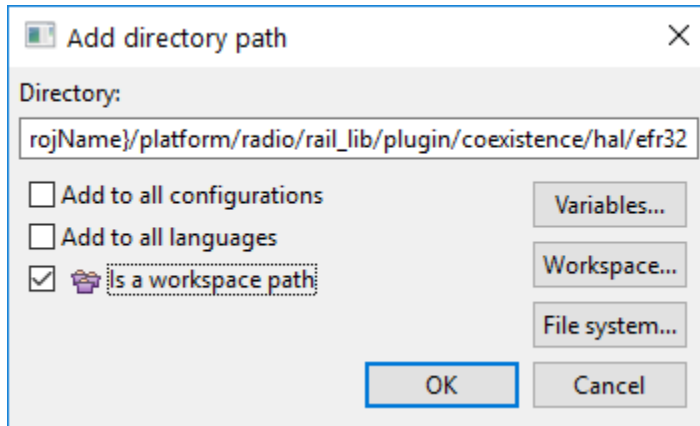 Add directory path
Directory:
rojName}/platform/radio/rail_lib/plugin/coexistence/hal/efr32
Add to all configurations
Variables...
Add to all languages
Workspace...
Is a workspace path
File system...
OK
Cancel